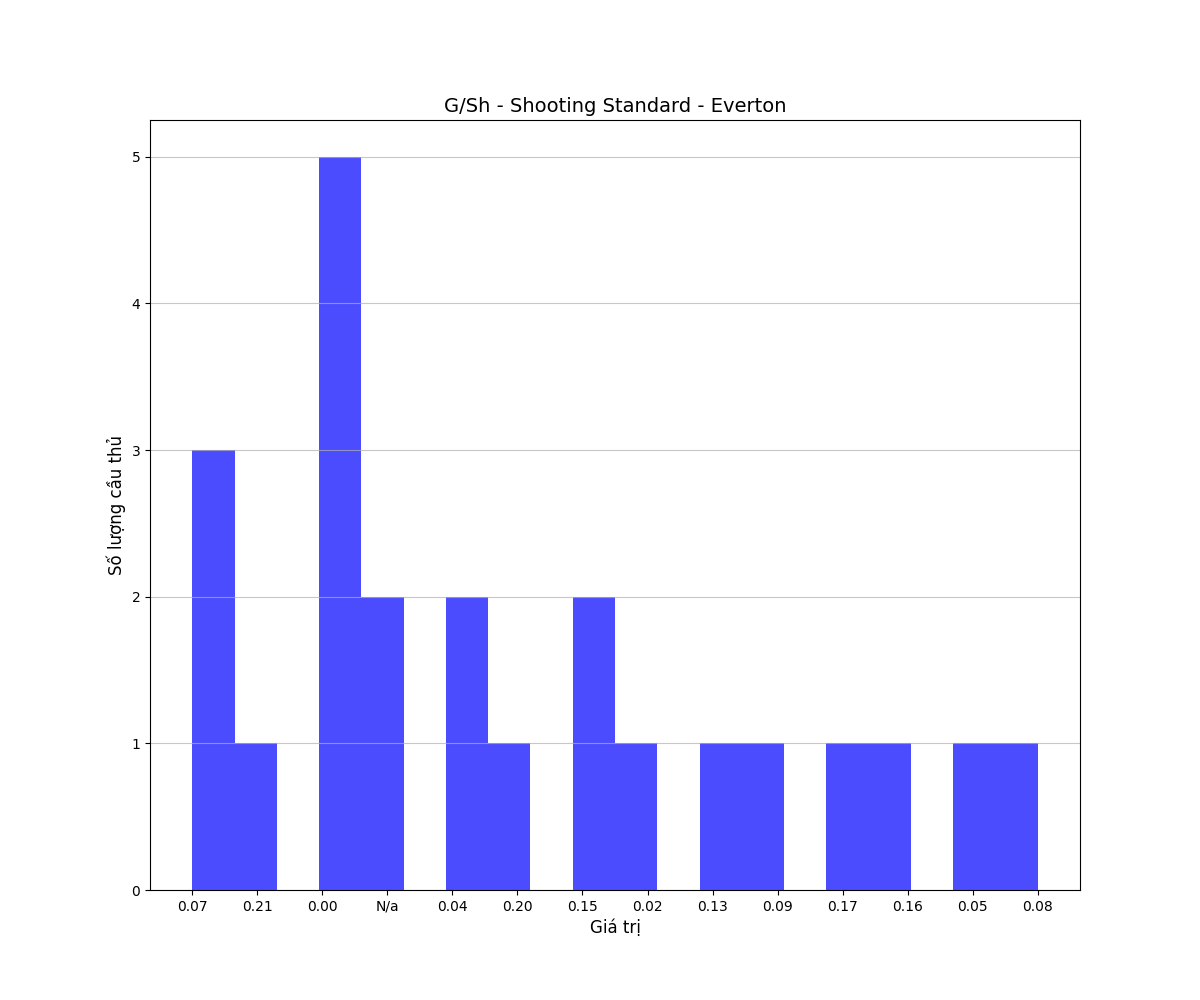 G/Sh - Shooting Standard - Everton
Số lượng cầu thủ
5
4
3
2
1
0
0.07 0.21 0.00 N/a 0.04 0.20 0.15 0.02 0.13 0.09 0.17 0.16 0.05 0.08
Giá trị